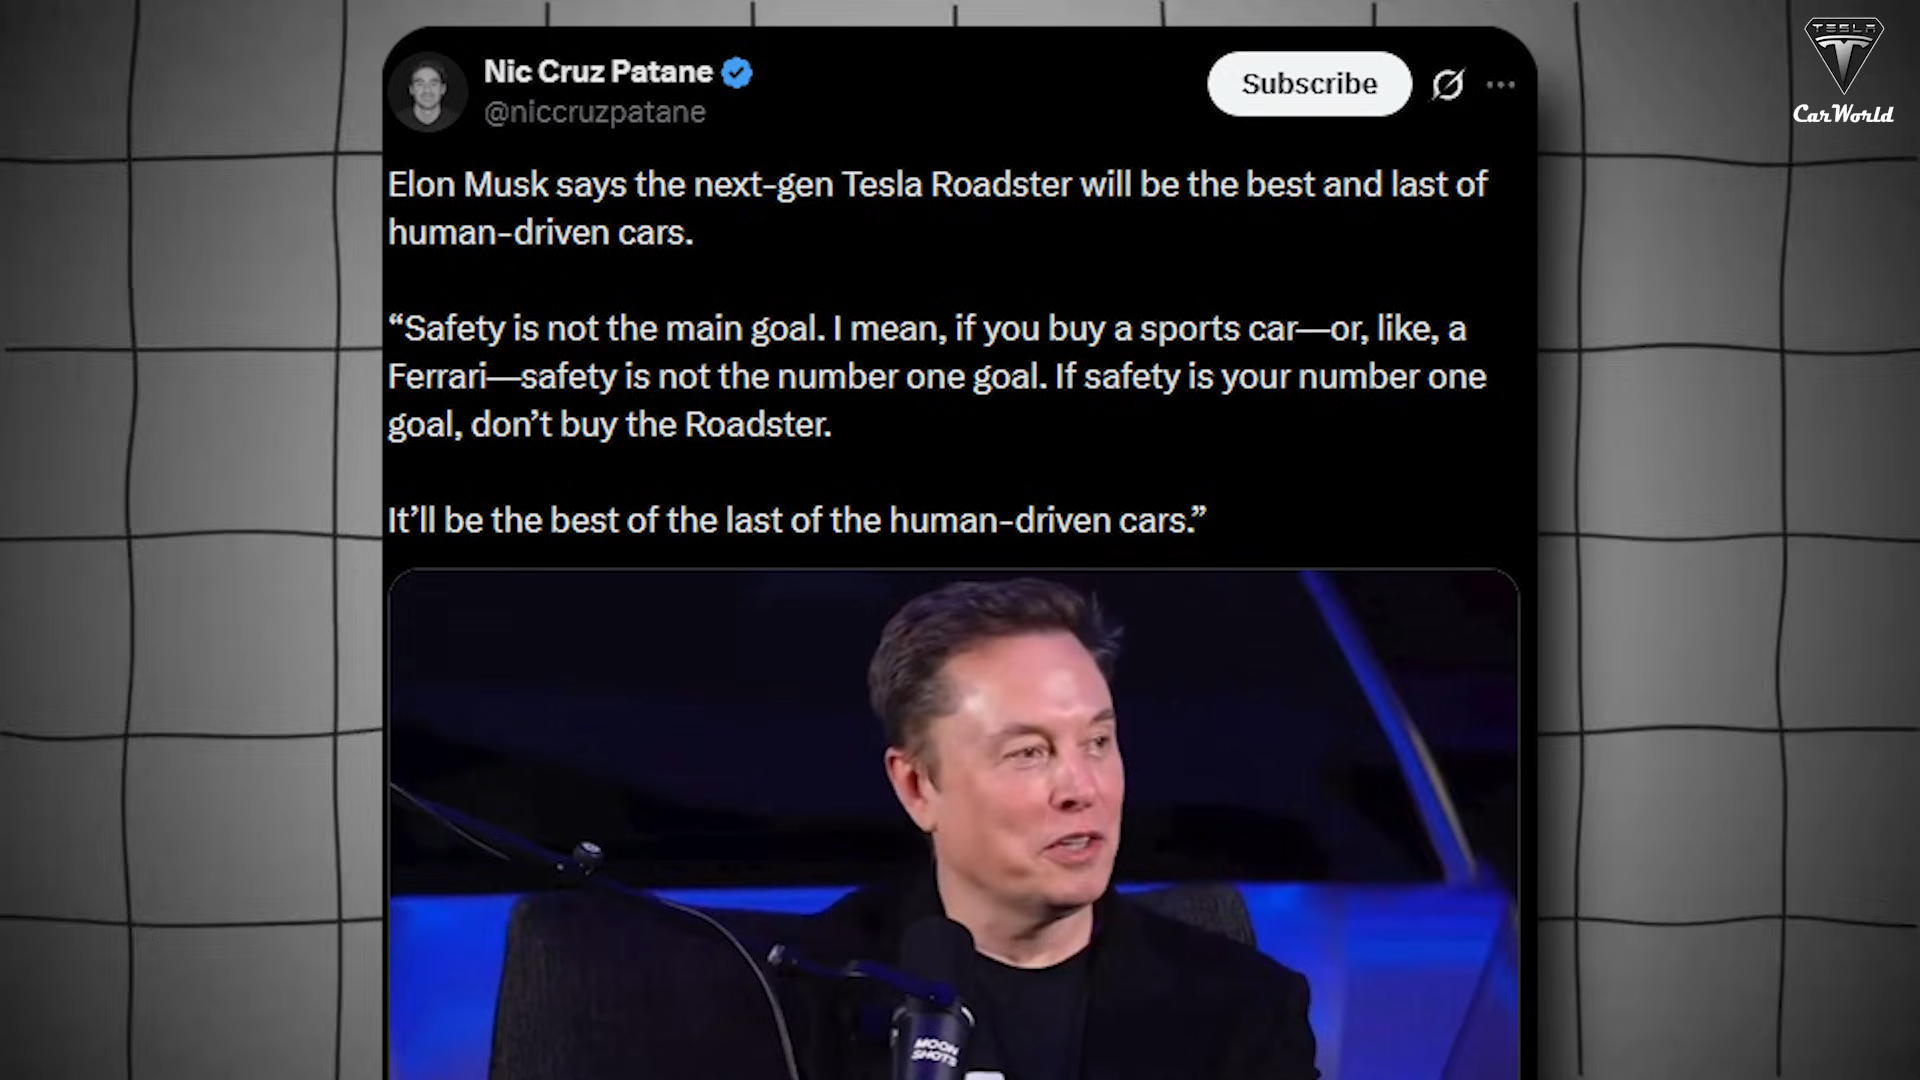 Nic Cruz Patane
@niccruzpatane
Subscribe
TESLA
CarWorld
Elon Musk says the next-gen Tesla Roadster will be the best and last of
human-driven cars.
“Safety is not the main goal. I mean, if you buy a sports car—or, like, a
Ferrari—safety is not the number one goal. If safety is your number one
goal, don’t buy the Roadster.
It’ll be the best of the last of the human-driven cars.”
MOON
SHOTS